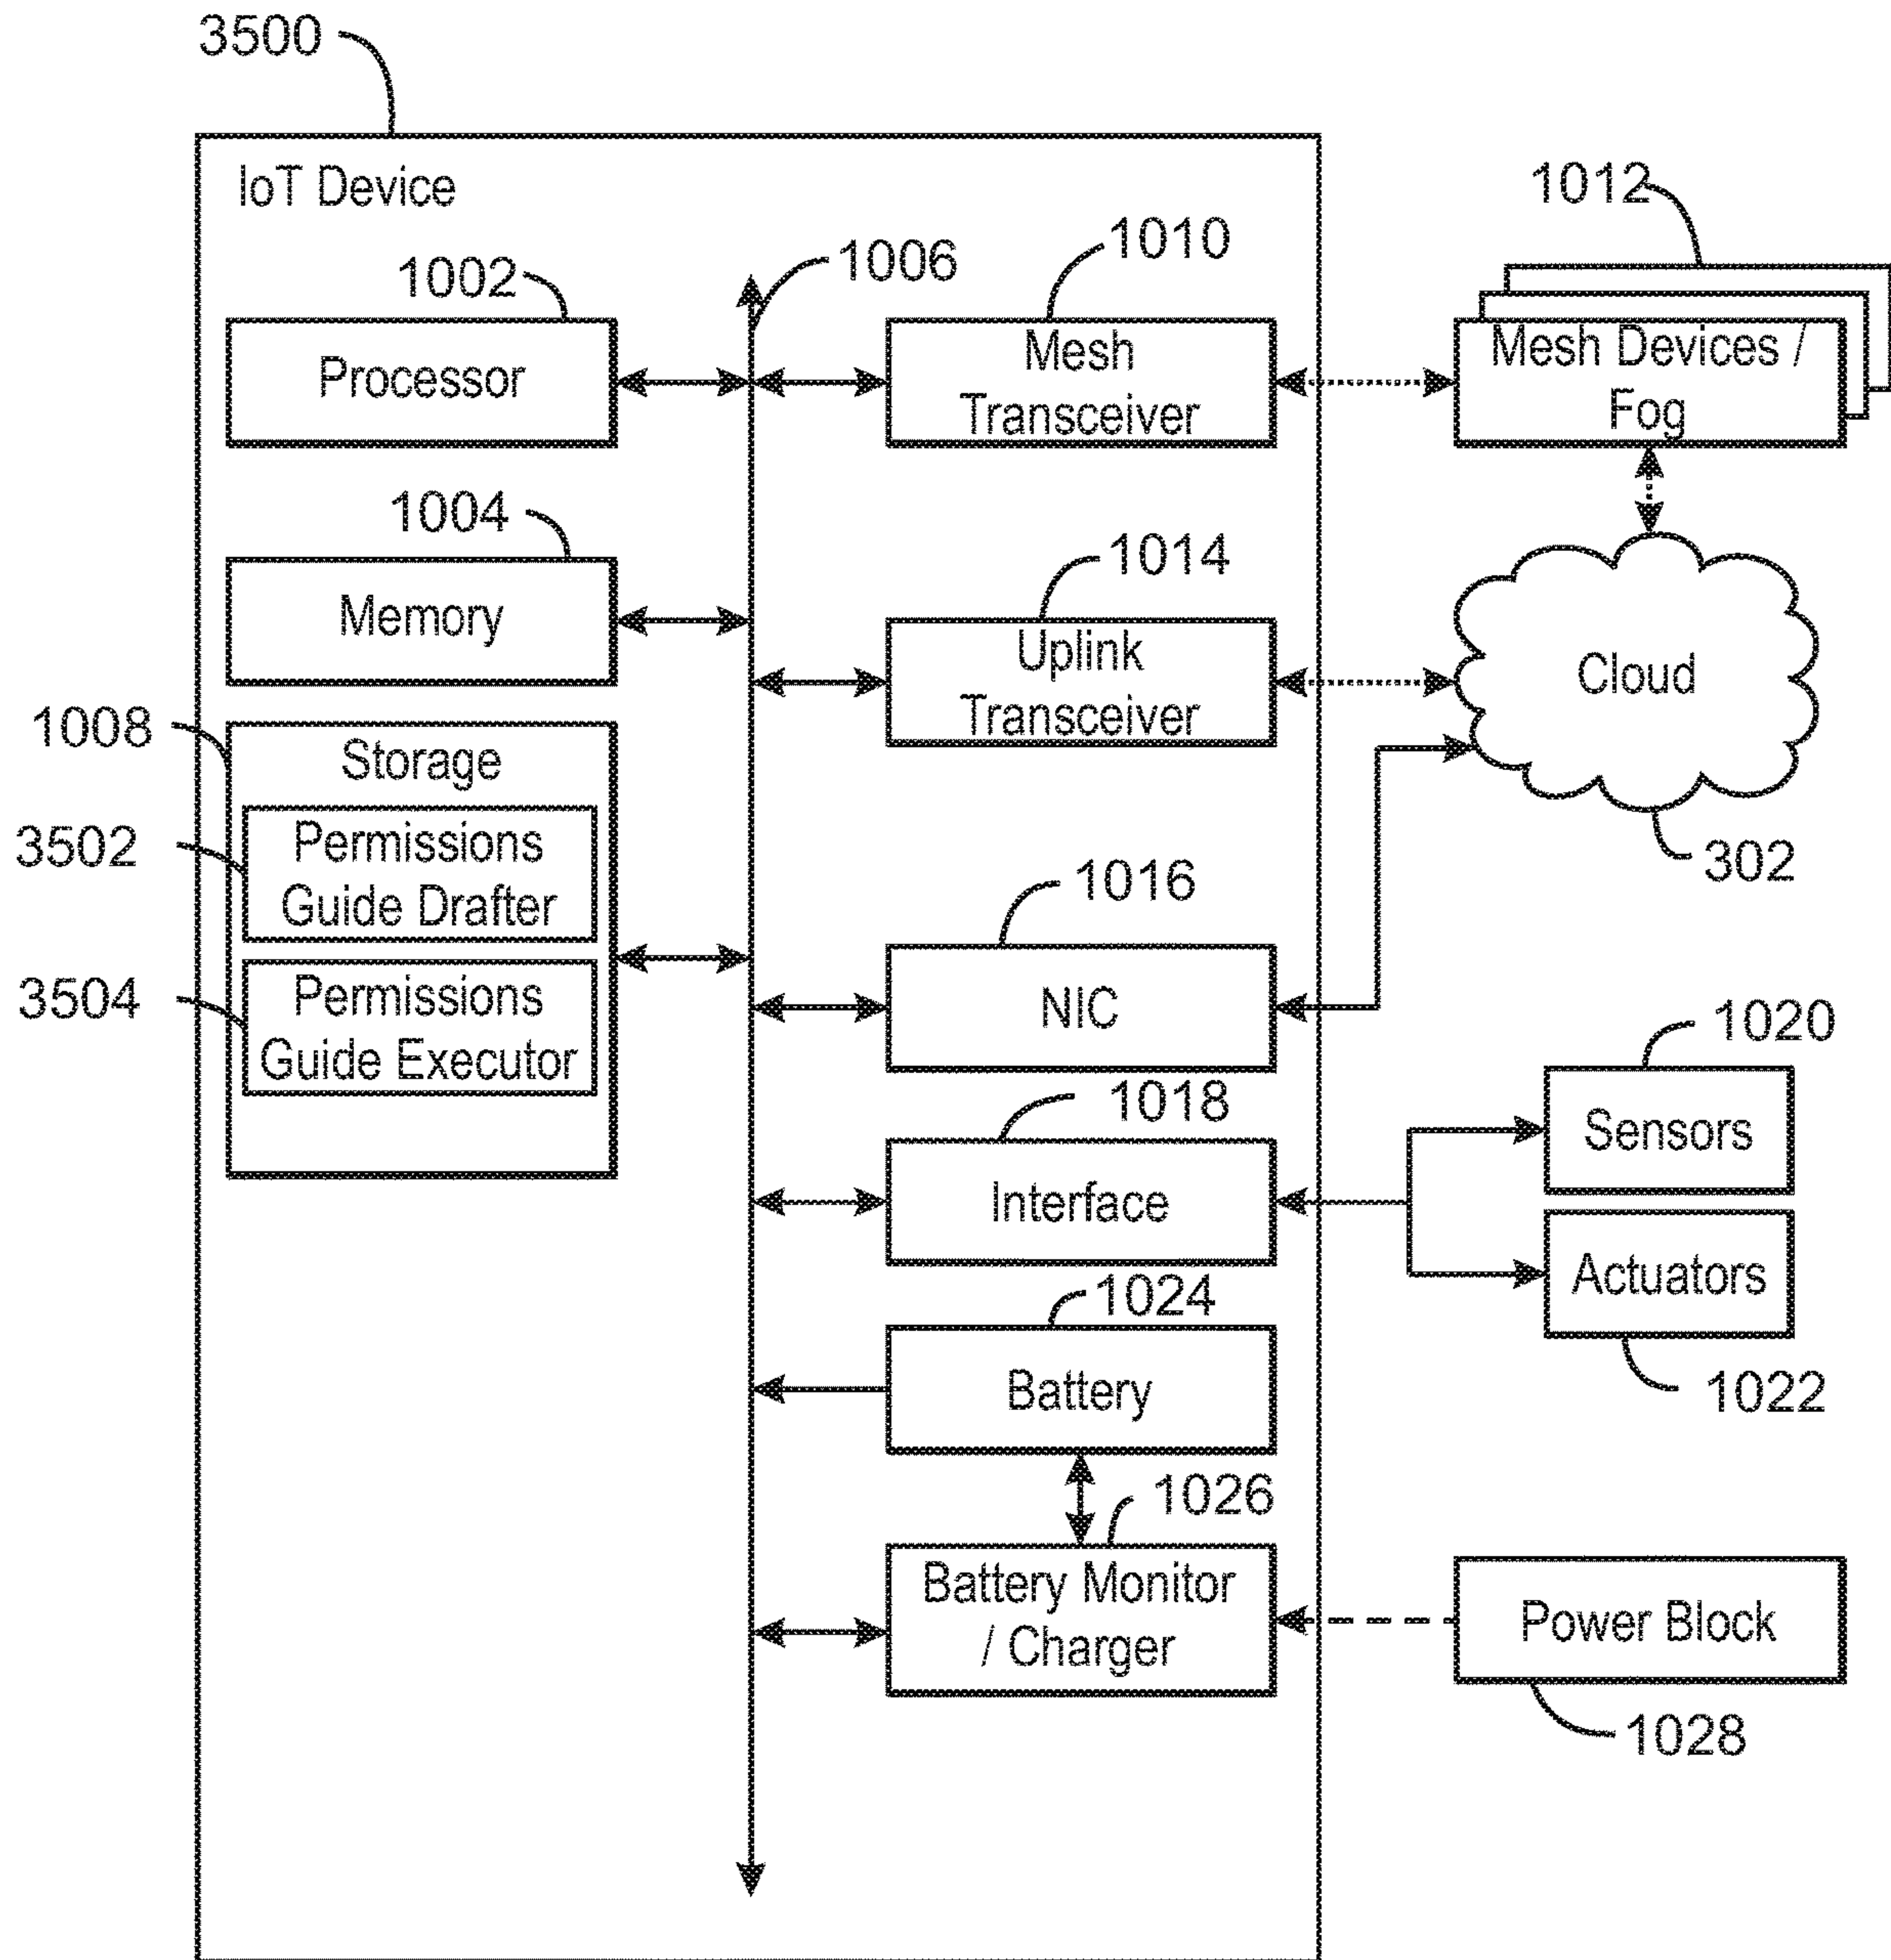 3500
IoT Device
1012
1010
1006
1002
Processor
Mesh
Transceiver
Mesh Devices /
Fog
1004
Memory
1014
Uplink
Transceiver
Cloud
302
1008
Storage
3502
Permissions
Guide Drafter
3504
Permissions
Guide Executor
1016
NIC
1018
Interface
1020
Sensors
Actuators
1022
1024
Battery
1026
Battery Monitor
/ Charger
Power Block
1028